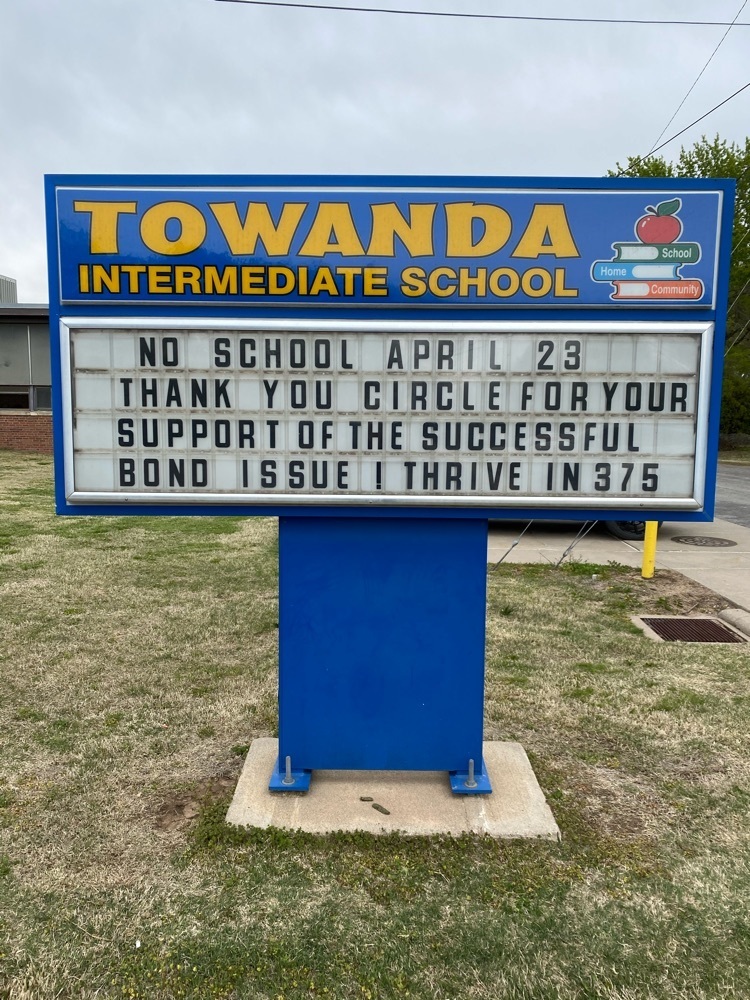 TOWANDA
INTERMEDIATE SCHOOL
School
Home
Community
NO SCHOOL APRIL 23
THANK YOU CIRCLE FOR YOUR
SUPPORT OF THE SUCCESSFUL
BOND ISSUE ! THRIVE IN 375